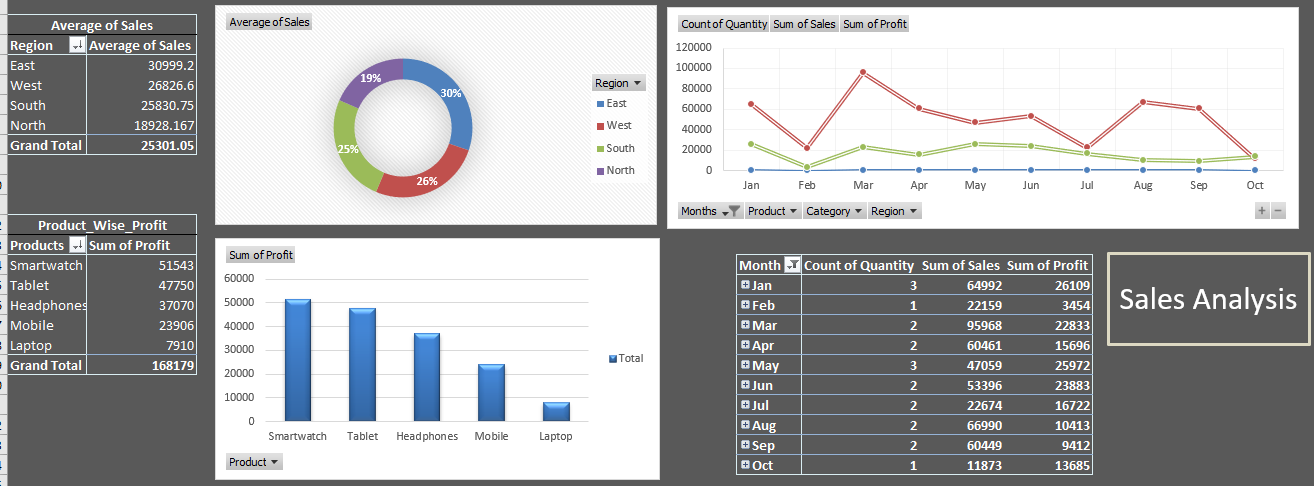 Average of Sales
Region Average of Sales
East 30999.2
West 26826.6
South 25830.75
North 18928.167
Grand Total 25301.05
Product_Wise_Profit
Products Sum of Profit
Smartwatch 51543
Tablet 47750
Headphones 37070
Mobile 23906
Laptop 7910
Grand Total 168179
Average of Sales
19%
30%
25%
26%
Region
East
West
South
North
Sum of Profit
60000
50000
40000
30000
20000
10000
0
Smartwatch Tablet Headphones Mobile Laptop
Total
Product
Count of Quantity Sum of Sales Sum of Profit
120000
100000
80000
60000
40000
20000
0
Jan Feb Mar Apr May Jun Jul Aug Sep Oct
Months Product Category Region
+ −
Month Count of Quantity Sum of Sales Sum of Profit
Jan 3 64992 26109
Feb 1 22159 3454
Mar 2 95968 22833
Apr 2 60461 15696
May 3 47059 25972
Jun 2 53396 23883
Jul 2 22674 16722
Aug 2 66990 10413
Sep 2 60449 9412
Oct 1 11873 13685
Sales Analysis